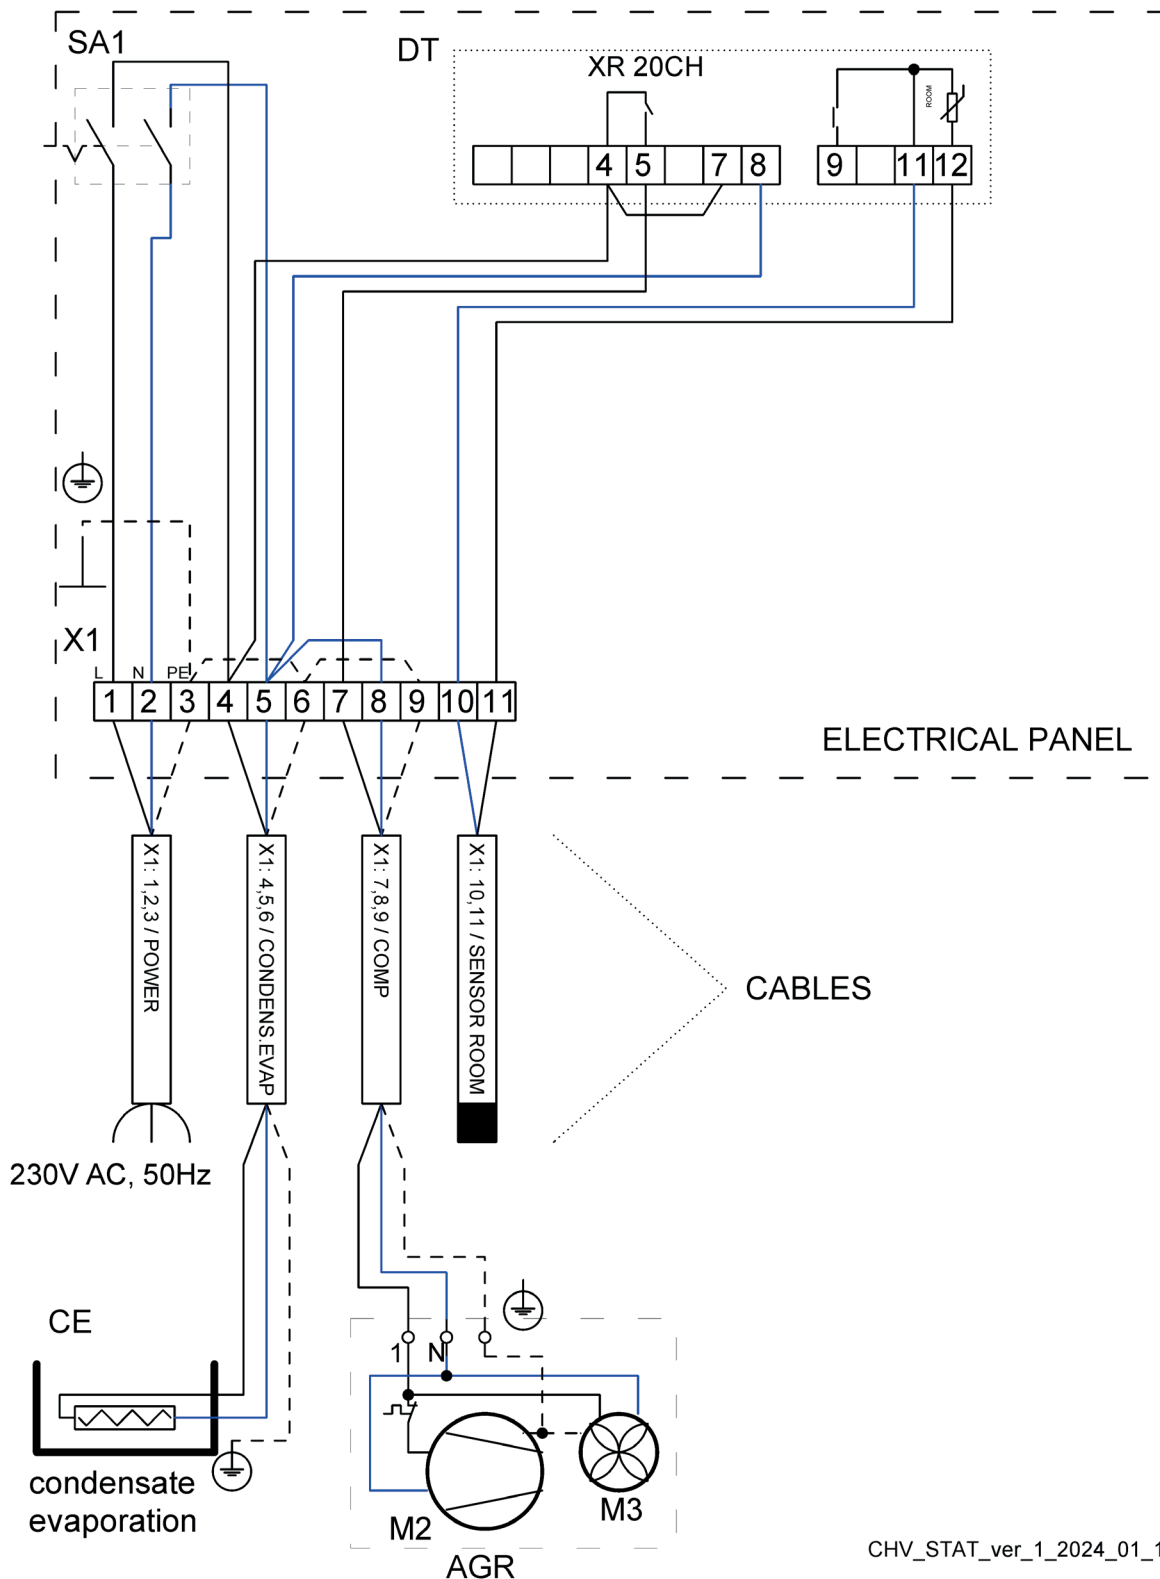 SA1
DT
XR 20CH
ROOM
4 5 7 8 9 11 12
X1
L N PE
1 2 3 4 5 6 7 8 9 10 11
ELECTRICAL PANEL
X1: 1,2,3 / POWER
X1: 4,5,6 / CONDENS.EVAP
X1: 7,8,9 / COMP
X1: 10,11 / SENSOR ROOM
CABLES
230V AC, 50Hz
CE
1 N
condensate
evaporation
M2
M3
AGR
CHV_STAT_ver_1_2024_01_1